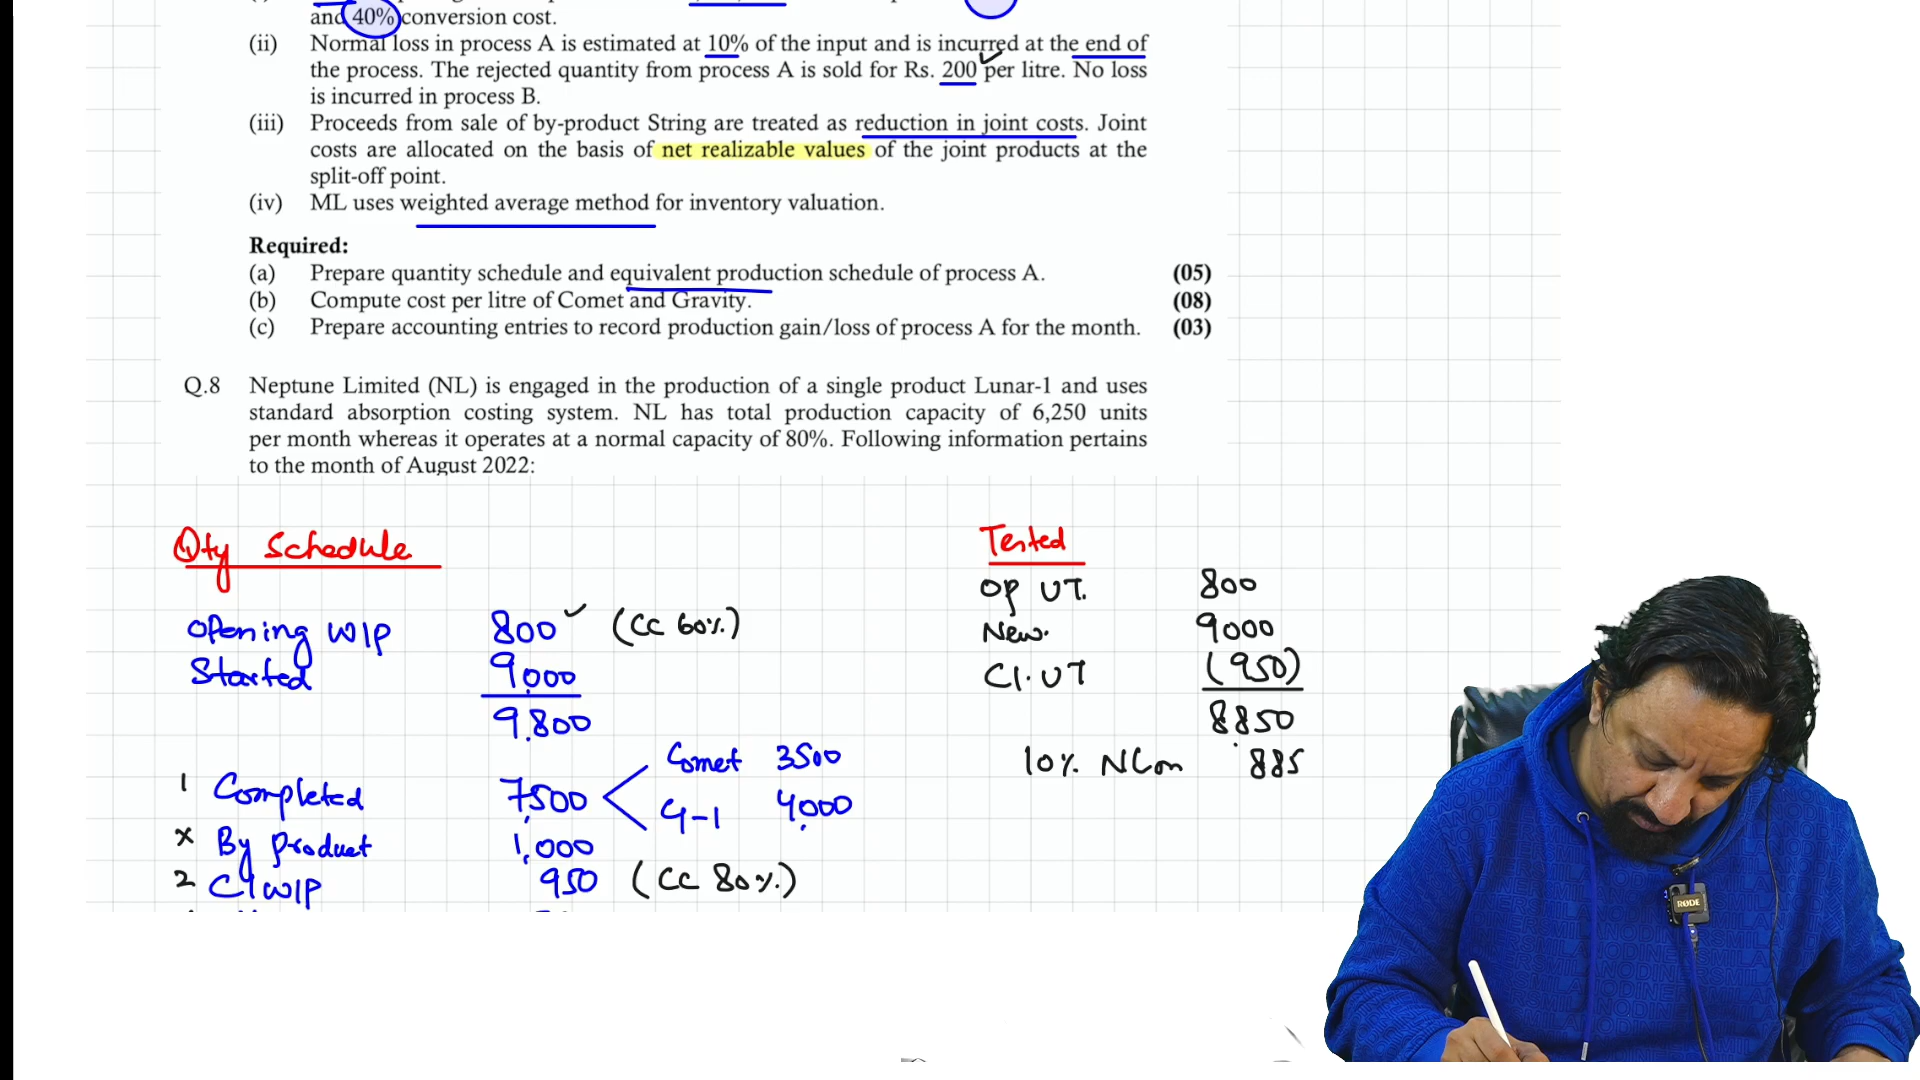 and 40% conversion cost.
(ii) Normal loss in process A is estimated at 10% of the input and is incurred at the end of
the process. The rejected quantity from process A is sold for Rs. 200 per litre. No loss
is incurred in process B.
(iii) Proceeds from sale of by-product String are treated as reduction in joint costs. Joint
costs are allocated on the basis of net realizable values of the joint products at the
split-off point.
(iv) ML uses weighted average method for inventory valuation.
Required:
(a) Prepare quantity schedule and equivalent production schedule of process A. (05)
(b) Compute cost per litre of Comet and Gravity. (08)
(c) Prepare accounting entries to record production gain/loss of process A for the month. (03)
Q.8 Neptune Limited (NL) is engaged in the production of a single product Lunar-1 and uses
standard absorption costing system. NL has total production capacity of 6,250 units
per month whereas it operates at a normal capacity of 80%. Following information pertains
to the month of August 2022:
Qty Schedule
Opening WIP 800 (CC 60%)
Started 9,000
9,800
1 Completed 7,500
Comet 3500
G-1 4,000
x By Product 1,000
2 Cl WIP 950 (CC 80%)
Tested
OP UT. 800
New. 9000
Cl. UT (950)
8850
10% NLon 885
RØDE